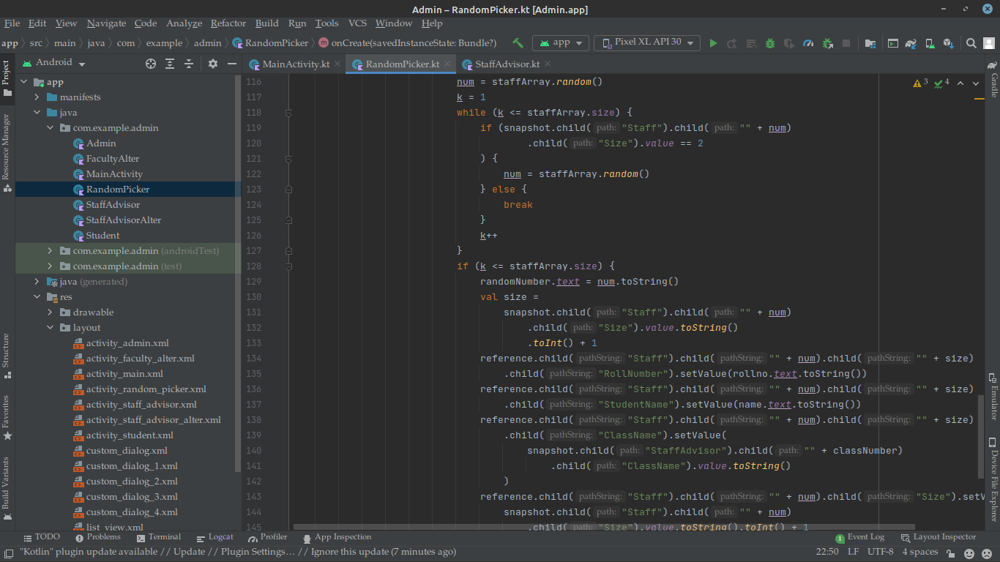 Admin – RandomPicker.kt [Admin.app]
File Edit View Navigate Code Analyze Refactor Build Run Tools VCS Window Help
app src main java com example admin RandomPicker onCreate(savedInstanceState: Bundle?) app Pixel XL API 30
Project
Resource Manager
Structure
Favorites
Build Variants
Android
app
manifests
java
com.example.admin
Admin
FacultyAlter
MainActivity
RandomPicker
StaffAdvisor
StaffAdvisorAlter
Student
com.example.admin (androidTest)
com.example.admin (test)
java (generated)
res
drawable
layout
activity_admin.xml
activity_faculty_alter.xml
activity_main.xml
activity_random_picker.xml
activity_staff_advisor.xml
activity_staff_advisor_alter.xml
activity_student.xml
custom_dialog.xml
custom_dialog_1.xml
custom_dialog_2.xml
custom_dialog_3.xml
custom_dialog_4.xml
list_view.xml
MainActivity.kt RandomPicker.kt StaffAdvisor.kt
3 4
116 num = staffArray.random()
117 k = 1
118 while (k <= staffArray.size) {
119 if (snapshot.child( path: "Staff").child( path: "" + num)
120 .child( path: "Size").value == 2
121 ) {
122 num = staffArray.random()
123 } else {
124 break
125 }
126 k++
127 }
128 if (k <= staffArray.size) {
129 randomNumber.text = num.toString()
130 val size =
131 snapshot.child( path: "Staff").child( path: "" + num)
132 .child( path: "Size").value.toString()
133 .toInt() + 1
134 reference.child( pathString: "Staff").child( pathString: "" + num).child( pathString: "" + size)
135 .child( pathString: "RollNumber").setValue(rollno.text.toString())
136 reference.child( pathString: "Staff").child( pathString: "" + num).child( pathString: "" + size)
137 .child( pathString: "StudentName").setValue(name.text.toString())
138 reference.child( pathString: "Staff").child( pathString: "" + num).child( pathString: "" + size)
139 .child( pathString: "ClassName").setValue(
140 snapshot.child( path: "StaffAdvisor").child( path: "" + classNumber)
141 .child( path: "ClassName").value.toString()
142 )
143 reference.child( pathString: "Staff").child( pathString: "" + num).child( pathString: "Size").setV
144 snapshot.child( path: "Staff").child( path: "" + num)
145 .child( path: "Size").value.toString().toInt() + 1
Gradle
Emulator
Device File Explorer
TODO Problems Terminal Logcat Profiler App Inspection 1 Event Log Layout Inspector
"Kotlin" plugin update available // Update // Plugin Settings... // Ignore this update (7 minutes ago) 22:50 LF UTF-8 4 spaces